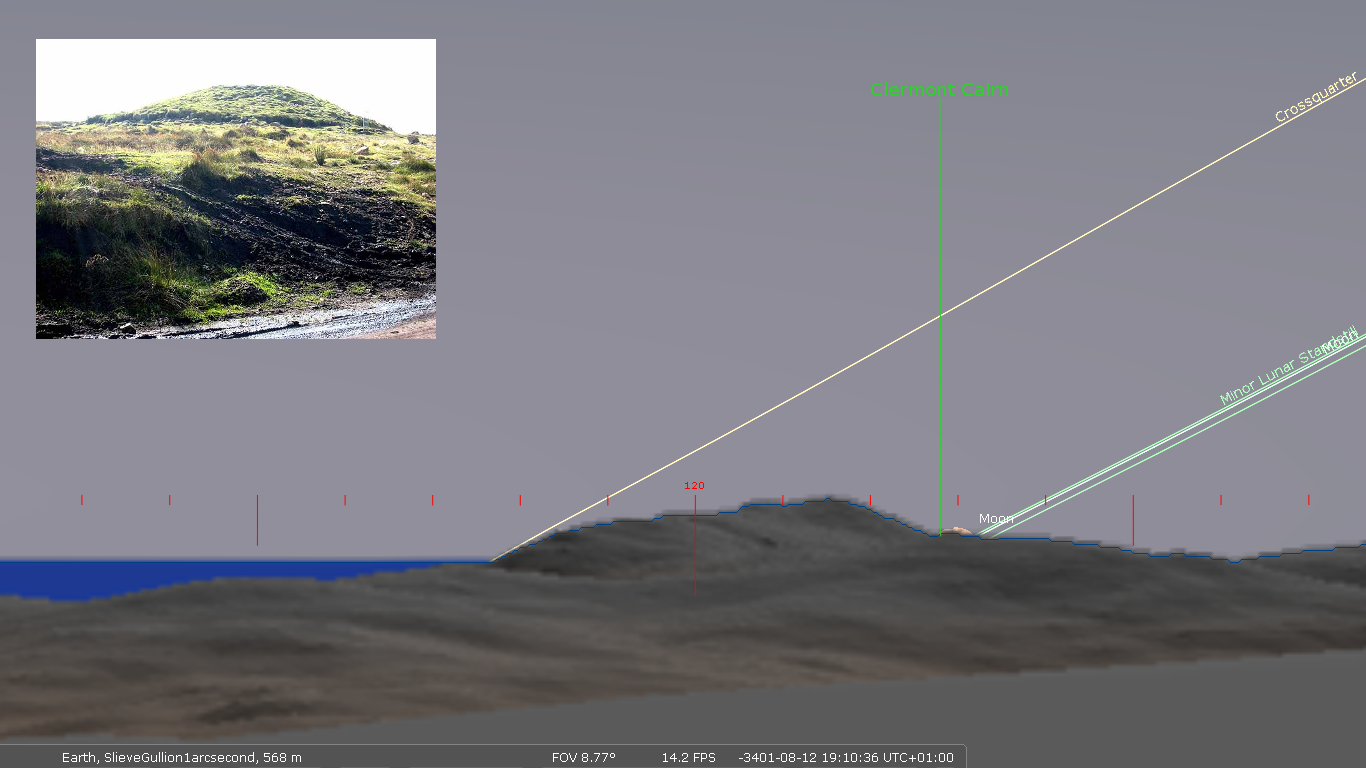 Clermont Cairn
Crossquarter
Minor Lunar Standstill
Moon
120
Moon
Earth, SlieveGullion1arcsecond, 568 m FOV 8.77° 14.2 FPS -3401-08-12 19:10:36 UTC+01:00